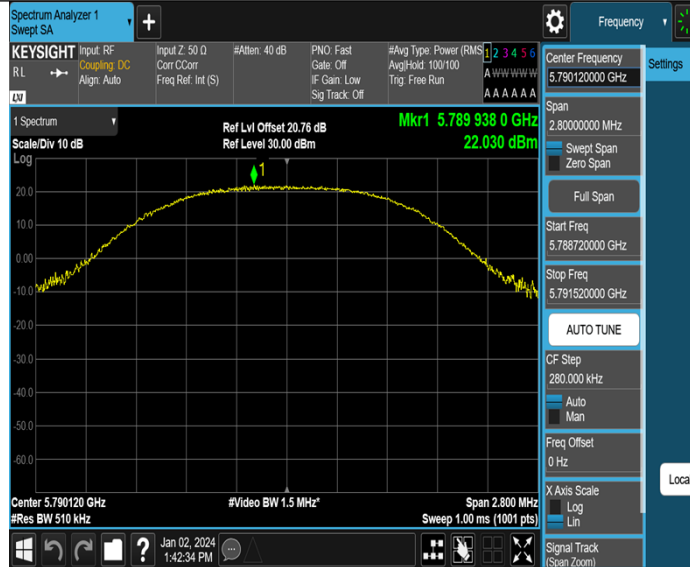 Spectrum Analyzer 1
Swept SA
Frequency
KEYSIGHT
RL
LXI
Input: RF
Coupling: DC
Align: Auto
Input Z: 50 Ω
Corr CCorr
Freq Ref: Int (S)
#Atten: 40 dB
PNO: Fast
Gate: Off
IF Gain: Low
Sig Track: Off
#Avg Type: Power (RMS
Avg|Hold: 100/100
Trig: Free Run
1 2 3 4 5 6
A W W W W W
A A A A A A
Center Frequency
5.790120000 GHz
Settings
Span
2.80000000 MHz
Swept Span
Zero Span
Full Span
Start Freq
5.788720000 GHz
Stop Freq
5.791520000 GHz
AUTO TUNE
CF Step
280.000 kHz
Auto
Man
Freq Offset
0 Hz
X Axis Scale
Log
Lin
Signal Track
(Span Zoom)
Loca
1 Spectrum
Scale/Div 10 dB
Log
Ref Lvl Offset 20.76 dB
Ref Level 30.00 dBm
Mkr1 5.789 938 0 GHz
22.030 dBm
1
20.0
10.0
0.00
-10.0
-20.0
-30.0
-40.0
-50.0
-60.0
Center 5.790120 GHz
#Res BW 510 kHz
#Video BW 1.5 MHz*
Span 2.800 MHz
Sweep 1.00 ms (1001 pts)
?
Jan 02, 2024
1:42:34 PM